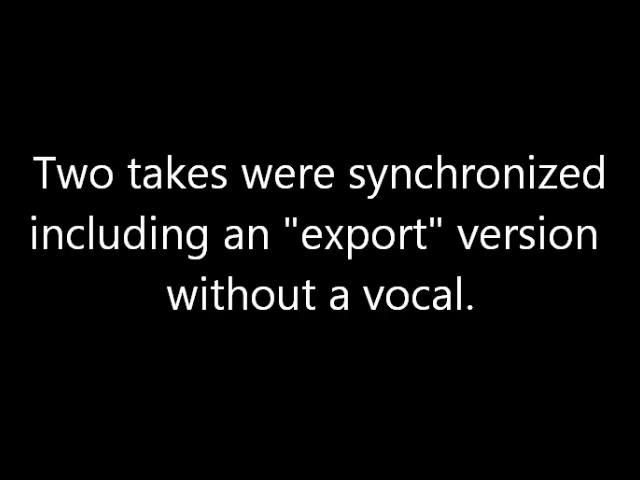 Two takes were synchronized
including an "export" version
without a vocal.